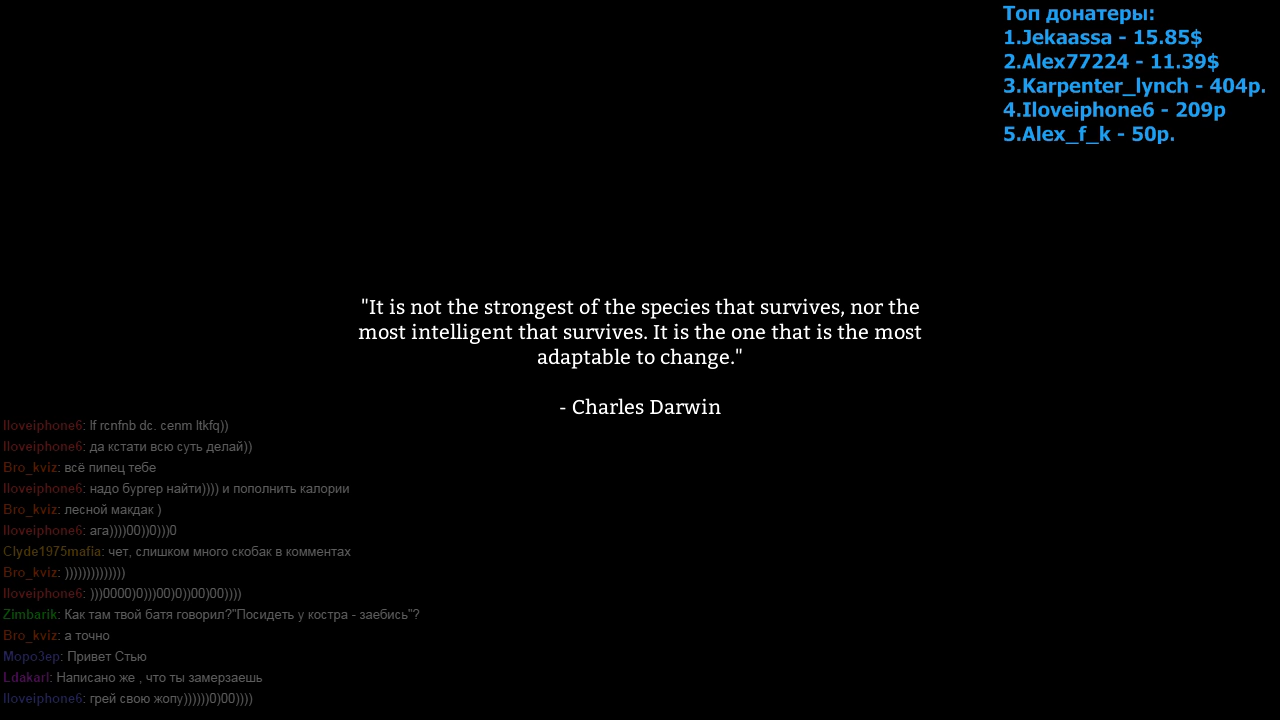 Топ донатеры:
1.Jekaassa - 15.85$
2.Alex77224 - 11.39$
3.Karpenter_lynch - 404р.
4.Iloveiphone6 - 209р
5.Alex_f_k - 50р.
"It is not the strongest of the species that survives, nor the
most intelligent that survives. It is the one that is the most
adaptable to change."
- Charles Darwin
Iloveiphone6: lf rcnfnb dc. cenm ltkfq))
Iloveiphone6: да кстати всю суть делай))
Bro_kviz: всё пипец тебе
Iloveiphone6: надо бургер найти)))) и пополнить калории
Bro_kviz: лесной макдак )
Iloveiphone6: ага))))00))0)))0
Clyde1975mafia: чет, слишком много скобак в комментах
Bro_kviz: ))))))))))))))
Iloveiphone6: )))0000)0)))00)0))00)00))))
Zimbarik: Как там твой батя говорил?"Посидеть у костра - заебись"?
Bro_kviz: а точно
Mopo3ep: Привет Стью
Ldakarl: Написано же , что ты замерзаешь
Iloveiphone6: грей свою жопу))))))0)00))))